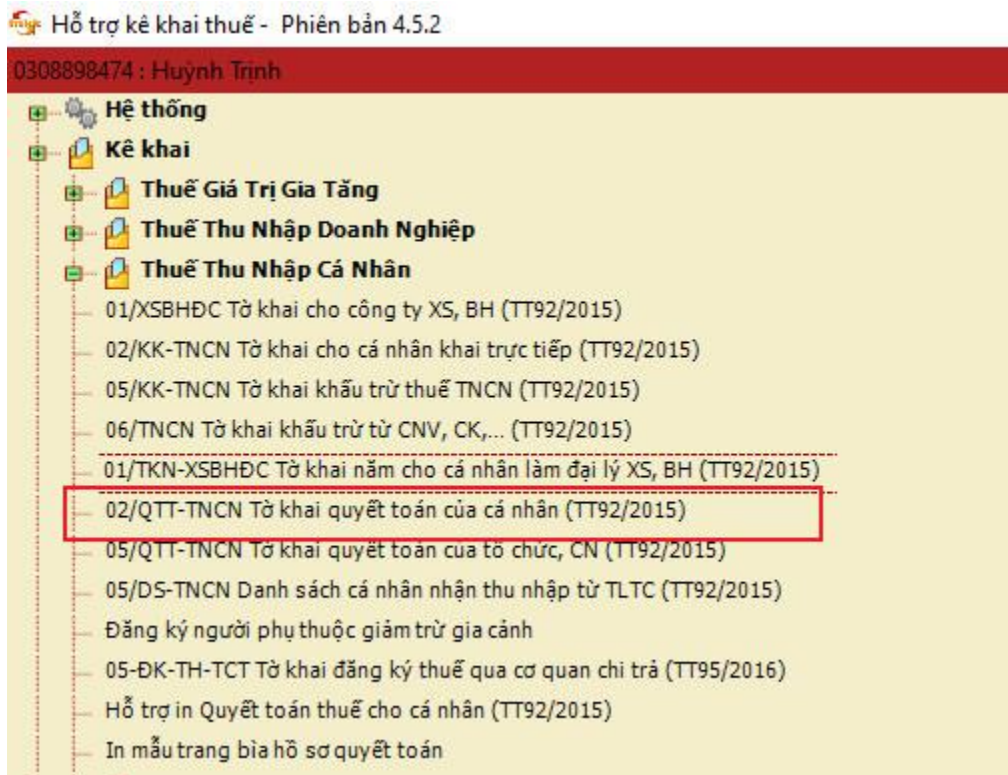 Hỗ trợ kê khai thuế - Phiên bản 4.5.2
0308898474 : Huỳnh Trịnh
Hệ thống
Kê khai
Thuế Giá Trị Gia Tăng
Thuế Thu Nhập Doanh Nghiệp
Thuế Thu Nhập Cá Nhân
01/XSBHĐC Tờ khai cho công ty XS, BH (TT92/2015)
02/KK-TNCN Tờ khai cho cá nhân khai trực tiếp (TT92/2015)
05/KK-TNCN Tờ khai khấu trừ thuế TNCN (TT92/2015)
06/TNCN Tờ khai khấu trừ từ CNV, CK,... (TT92/2015)
01/TKN-XSBHĐC Tờ khai năm cho cá nhân làm đại lý XS, BH (TT92/2015)
02/QTT-TNCN Tờ khai quyết toán của cá nhân (TT92/2015)
05/QTT-TNCN Tờ khai quyết toán của tổ chức, CN (TT92/2015)
05/DS-TNCN Danh sách cá nhân nhận thu nhập từ TLTC (TT92/2015)
Đăng ký người phụ thuộc giảm trừ gia cảnh
05-ĐK-TH-TCT Tờ khai đăng ký thuế qua cơ quan chi trả (TT95/2016)
Hỗ trợ in Quyết toán thuế cho cá nhân (TT92/2015)
In mẫu trang bìa hồ sơ quyết toán